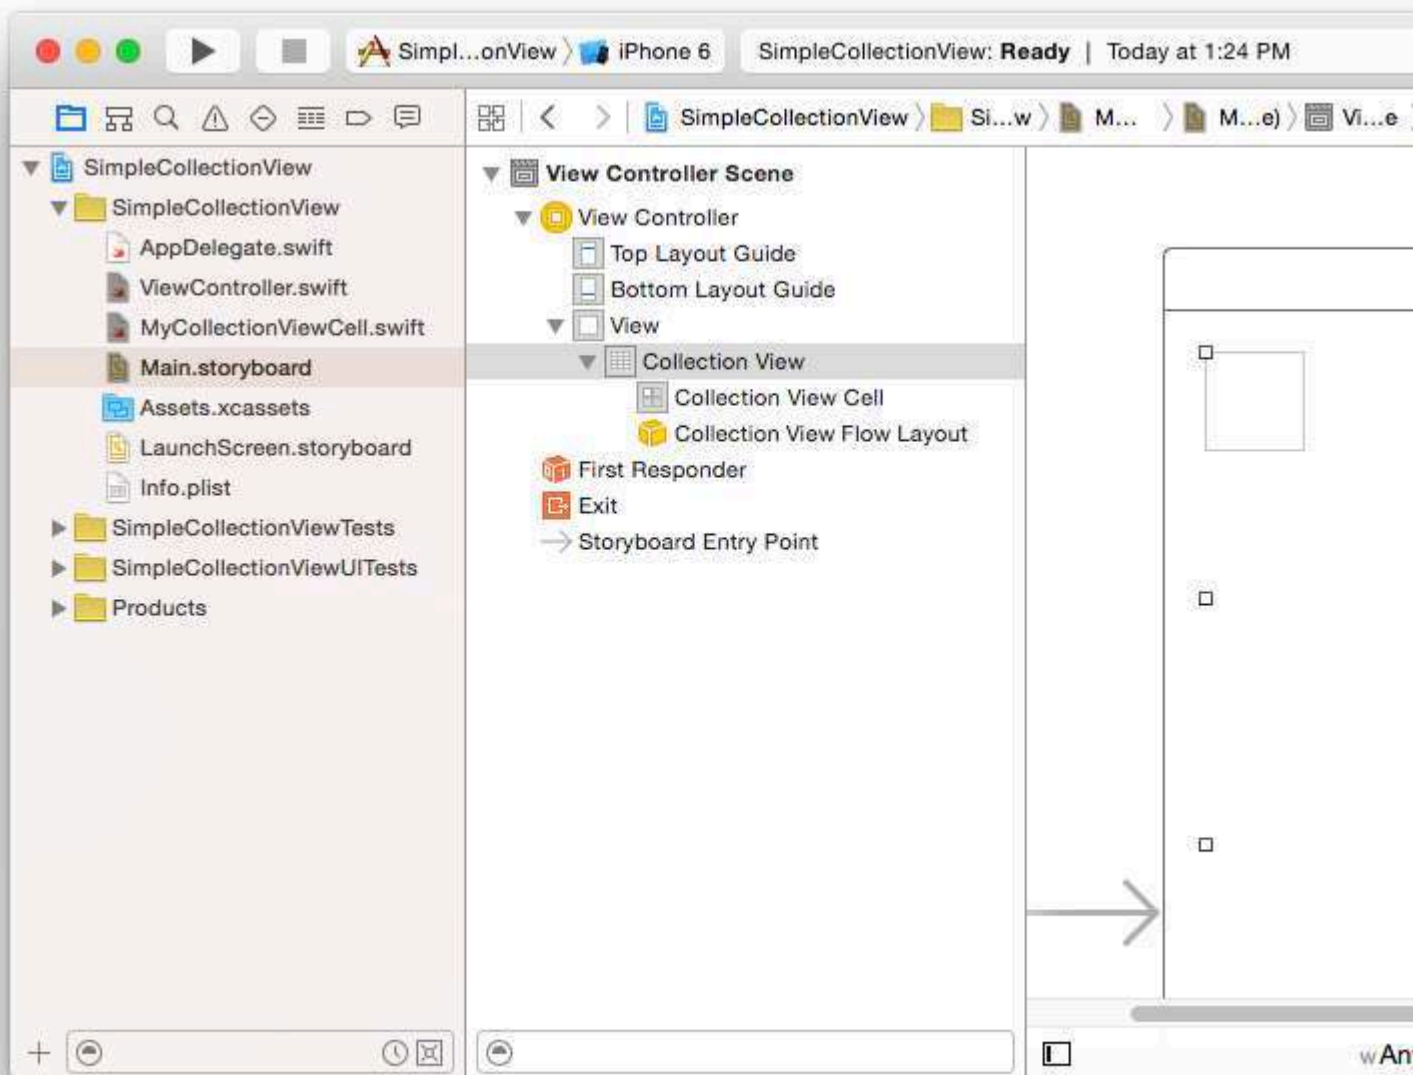 Simpl...onView iPhone 6 SimpleCollectionView: Ready | Today at 1:24 PM
SimpleCollectionView Si...w M... M...e) Vi...e
SimpleCollectionView
SimpleCollectionView
AppDelegate.swift
ViewController.swift
MyCollectionViewCell.swift
Main.storyboard
Assets.xcassets
LaunchScreen.storyboard
Info.plist
SimpleCollectionViewTests
SimpleCollectionViewUITests
Products
View Controller Scene
View Controller
Top Layout Guide
Bottom Layout Guide
View
Collection View
Collection View Cell
Collection View Flow Layout
First Responder
Exit
Storyboard Entry Point